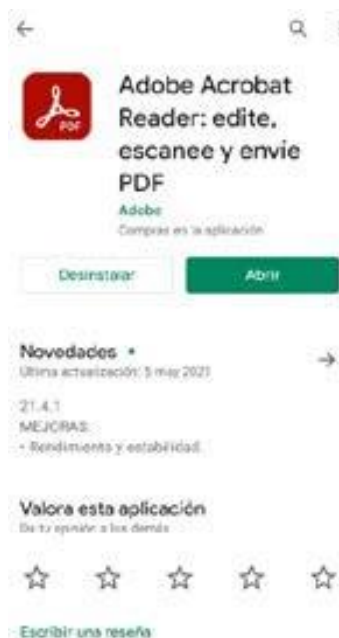 Adobe Acrobat
Reader: edite,
escanee y envíe
PDF
Adobe
Compras en la aplicación
Desinstalar
Abrir
Novedades •
Última actualización: 5 may 2021
21.4.1
MEJORAS:
- Rendimiento y estabilidad.
Valora esta aplicación
Da tu opinión a los demás
Escribir una reseña